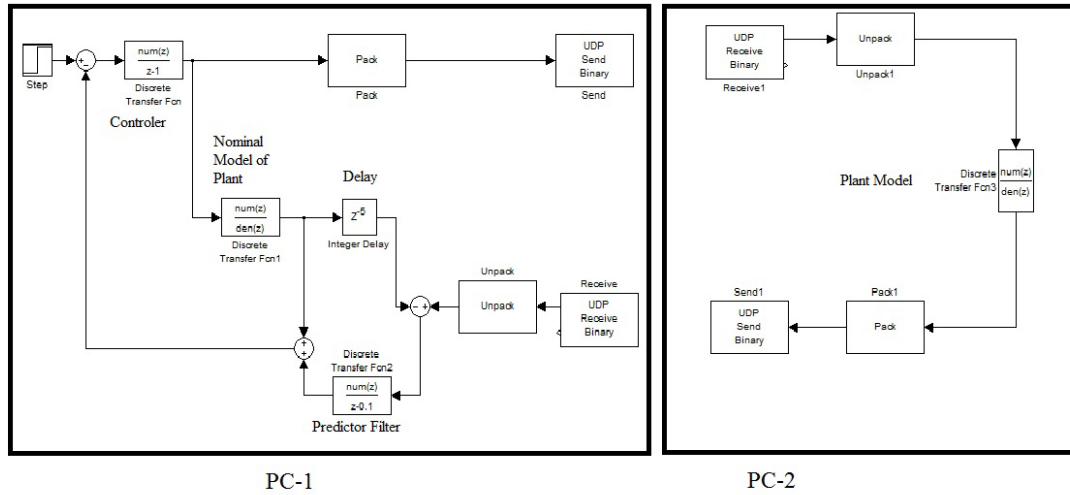 Step
num(z)
z-1
Discrete
Transfer Fcn
Controler
Pack
Pack
UDP
Send
Binary
Send
Nominal
Model of
Plant
num(z)
den(z)
Discrete
Transfer Fcn1
Delay
z-5
Integer Delay
Unpack
Unpack
Receive
UDP
Receive
Binary
Discrete
Transfer Fcn2
num(z)
z-0.1
Predictor Filter
PC-1
UDP
Receive
Binary
Receive1
Unpack
Unpack1
Plant Model
Discrete
Transfer Fcn3
num(z)
den(z)
Send1
UDP
Send
Binary
Pack1
Pack
PC-2